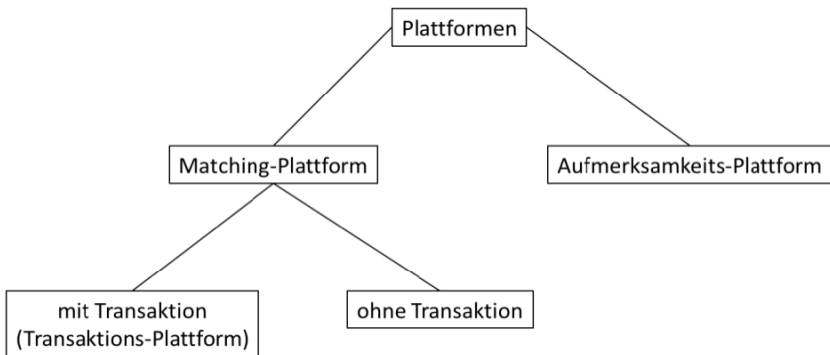 Plattformen
Matching-Plattform
Aufmerksamkeits-Plattform
mit Transaktion
(Transaktions-Plattform)
ohne Transaktion